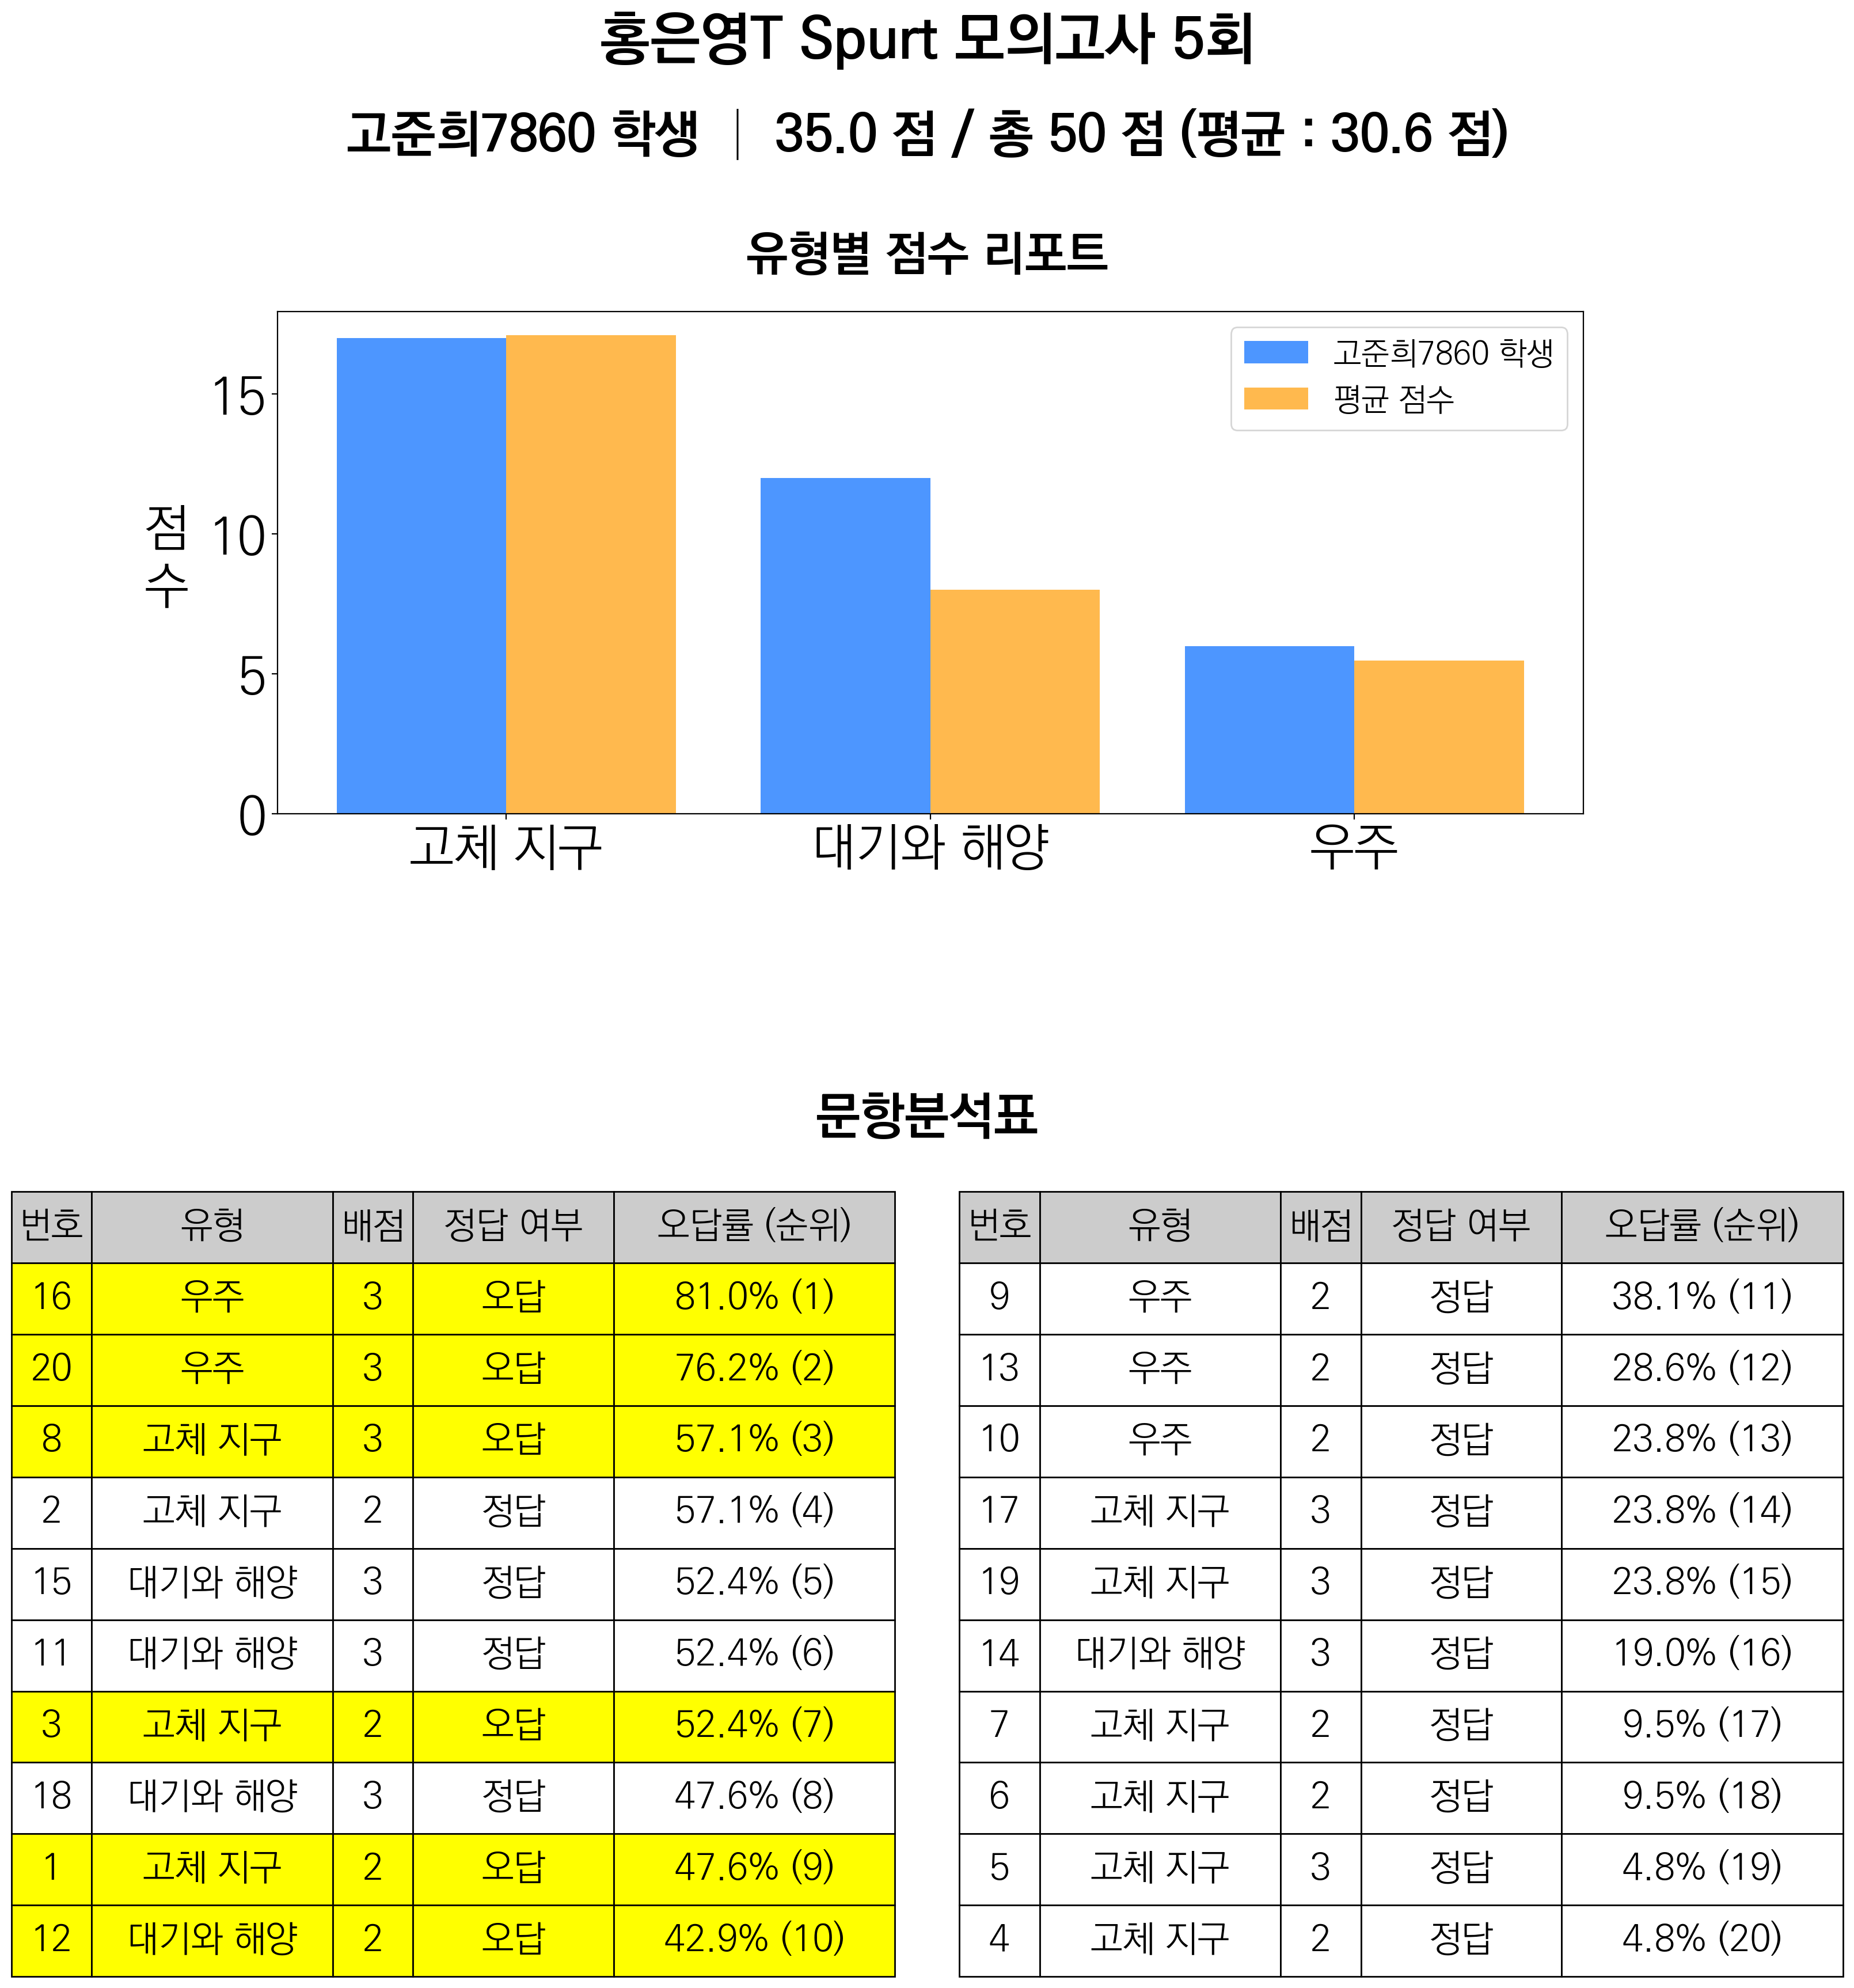 홍은영T Spurt 모의고사 5회
고준희7860 학생 │ 35.0 점 / 총 50 점 (평균 : 30.6 점)
유형별 점수 리포트
고준희7860 학생
평균 점수
점수
15
10
5
0
고체 지구 대기와 해양 우주
문항분석표
번호 유형 배점 정답 여부 오답률 (순위)
16 우주 3 오답 81.0% (1)
20 우주 3 오답 76.2% (2)
8 고체 지구 3 오답 57.1% (3)
2 고체 지구 2 정답 57.1% (4)
15 대기와 해양 3 정답 52.4% (5)
11 대기와 해양 3 정답 52.4% (6)
3 고체 지구 2 오답 52.4% (7)
18 대기와 해양 3 정답 47.6% (8)
1 고체 지구 2 오답 47.6% (9)
12 대기와 해양 2 오답 42.9% (10)
번호 유형 배점 정답 여부 오답률 (순위)
9 우주 2 정답 38.1% (11)
13 우주 2 정답 28.6% (12)
10 우주 2 정답 23.8% (13)
17 고체 지구 3 정답 23.8% (14)
19 고체 지구 3 정답 23.8% (15)
14 대기와 해양 3 정답 19.0% (16)
7 고체 지구 2 정답 9.5% (17)
6 고체 지구 2 정답 9.5% (18)
5 고체 지구 3 정답 4.8% (19)
4 고체 지구 2 정답 4.8% (20)